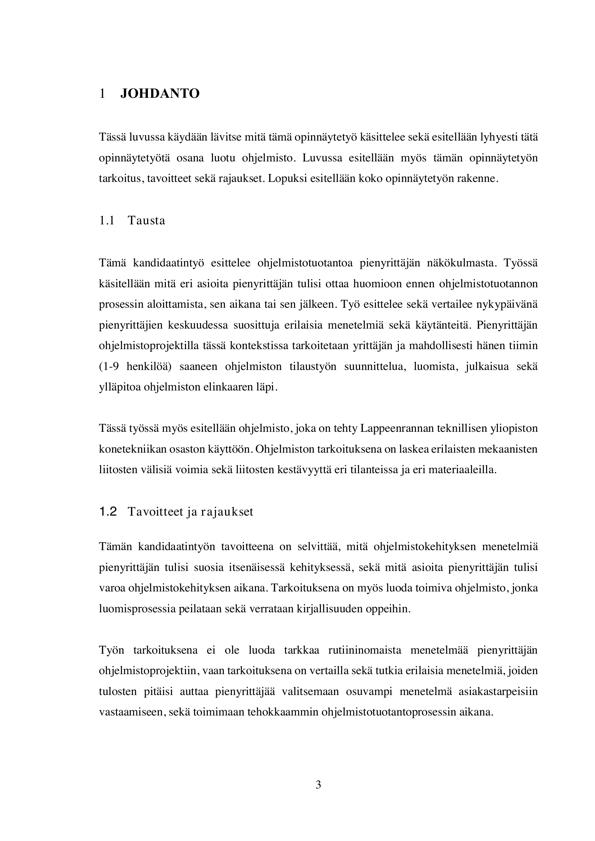 1 JOHDANTO
Tässä luvussa käydään lävitse mitä tämä opinnäytetyö käsittelee sekä esitellään lyhyesti tätä
opinnäytetyötä osana luotu ohjelmisto. Luvussa esitellään myös tämän opinnäytetyön
tarkoitus, tavoitteet sekä rajaukset. Lopuksi esitellään koko opinnäytetyön rakenne.
1.1 Tausta
Tämä kandidaatintyö esittelee ohjelmistotuotantoa pienyrittäjän näkökulmasta. Työssä
käsitellään mitä eri asioita pienyrittäjän tulisi ottaa huomioon ennen ohjelmistotuotannon
prosessin aloittamista, sen aikana tai sen jälkeen. Työ esittelee sekä vertailee nykypäivänä
pienyrittäjien keskuudessa suosittuja erilaisia menetelmiä sekä käytänteitä. Pienyrittäjän
ohjelmistoprojektilla tässä kontekstissa tarkoitetaan yrittäjän ja mahdollisesti hänen tiimin
(1-9 henkilöä) saaneen ohjelmiston tilaustyön suunnittelua, luomista, julkaisua sekä
ylläpitoa ohjelmiston elinkaaren läpi.
Tässä työssä myös esitellään ohjelmisto, joka on tehty Lappeenrannan teknillisen yliopiston
konetekniikan osaston käyttöön. Ohjelmiston tarkoituksena on laskea erilaisten mekaanisten
liitosten välisiä voimia sekä liitosten kestävyyttä eri tilanteissa ja eri materiaaleilla.
1.2 Tavoitteet ja rajaukset
Tämän kandidaatintyön tavoitteena on selvittää, mitä ohjelmistokehityksen menetelmiä
pienyrittäjän tulisi suosia itsenäisessä kehityksessä, sekä mitä asioita pienyrittäjän tulisi
varoa ohjelmistokehityksen aikana. Tarkoituksena on myös luoda toimiva ohjelmisto, jonka
luomisprosessia peilataan sekä verrataan kirjallisuuden oppeihin.
Työn tarkoituksena ei ole luoda tarkkaa rutiininomaista menetelmää pienyrittäjän
ohjelmistoprojektiin, vaan tarkoituksena on vertailla sekä tutkia erilaisia menetelmiä, joiden
tulosten pitäisi auttaa pienyrittäjää valitsemaan osuvampi menetelmä asiakastarpeisiin
vastaamiseen, sekä toimimaan tehokkaammin ohjelmistotuotantoprosessin aikana.
3